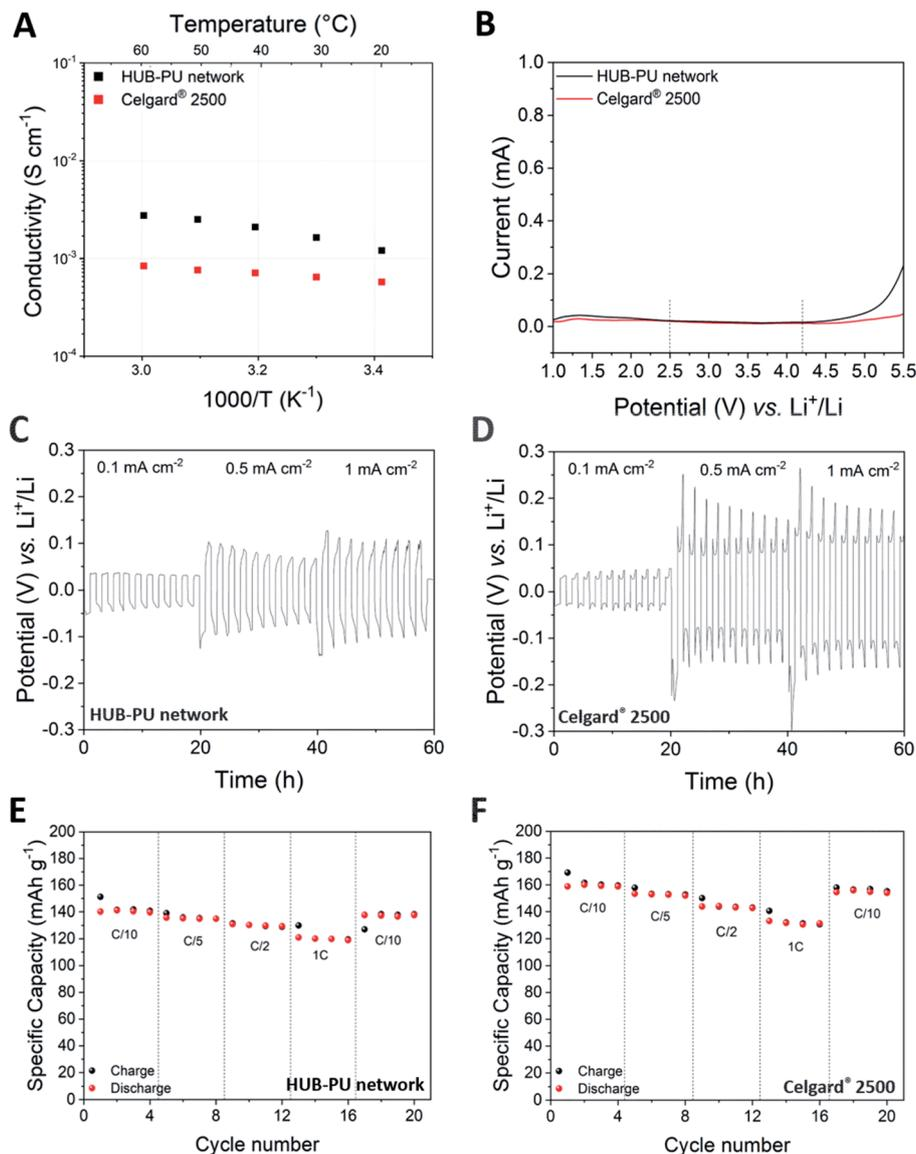 A
Temperature (°C)
60 50 40 30 20
HUB-PU network
Celgard® 2500
10⁻¹
10⁻²
10⁻³
10⁻⁴
Conductivity (S cm⁻¹)
3.0 3.2 3.4
1000/T (K⁻¹)
B
HUB-PU network
Celgard® 2500
1.0
0.8
0.6
0.4
0.2
0.0
Current (mA)
1.0 1.5 2.0 2.5 3.0 3.5 4.0 4.5 5.0 5.5
Potential (V) vs. Li⁺/Li
C
0.1 mA cm⁻² 0.5 mA cm⁻² 1 mA cm⁻²
0.3
0.2
0.1
0.0
-0.1
-0.2
-0.3
Potential (V) vs. Li⁺/Li
HUB-PU network
0 20 40 60
Time (h)
D
0.1 mA cm⁻² 0.5 mA cm⁻² 1 mA cm⁻²
0.3
0.2
0.1
0.0
-0.1
-0.2
-0.3
Potential (V) vs. Li⁺/Li
Celgard® 2500
0 20 40 60
Time (h)
E
200
180
160
140
120
100
80
60
40
20
0
Specific Capacity (mAh g⁻¹)
C/10 C/5 C/2 1C C/10
Charge
Discharge
HUB-PU network
0 4 8 12 16 20
Cycle number
F
200
180
160
140
120
100
80
60
40
20
0
Specific Capacity (mAh g⁻¹)
C/10 C/5 C/2 1C C/10
Charge
Discharge
Celgard® 2500
0 4 8 12 16 20
Cycle number